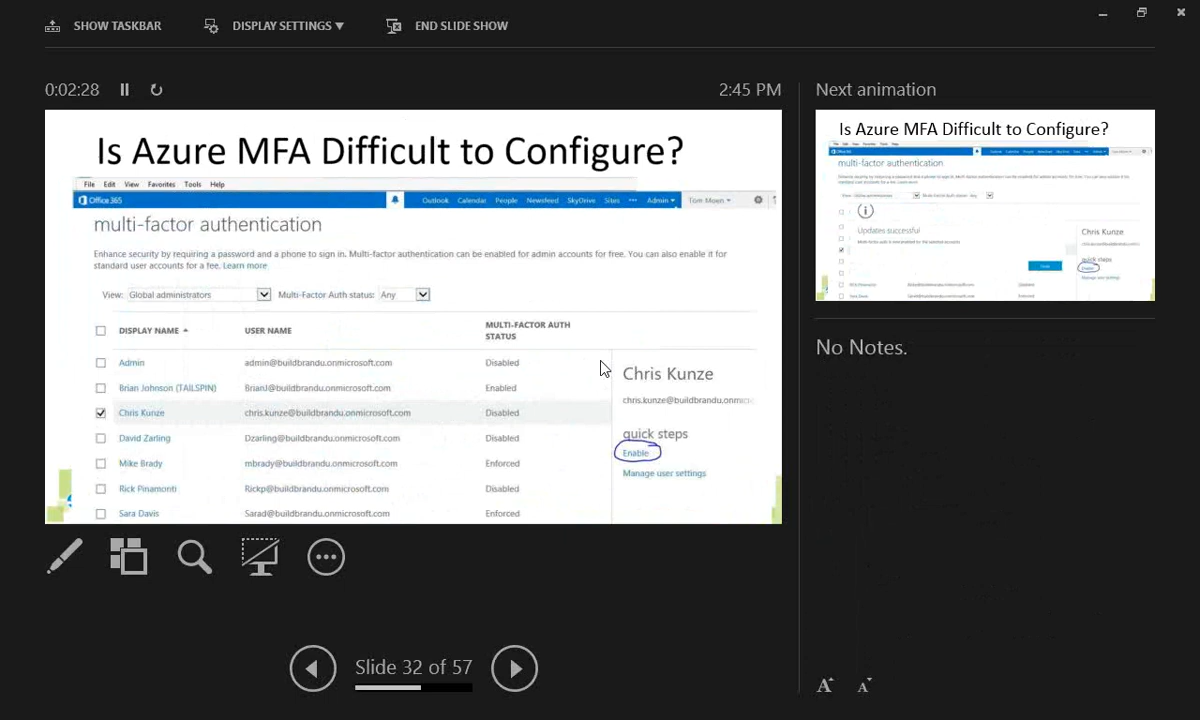 SHOW TASKBAR DISPLAY SETTINGS ▼ END SLIDE SHOW
0:02:28 2:45 PM
Is Azure MFA Difficult to Configure?
File Edit View Favorites Tools Help
Office 365 Outlook Calendar People Newsfeed SkyDrive Sites ••• Admin Tom Moen
multi-factor authentication
Enhance security by requiring a password and a phone to sign in. Multi-factor authentication can be enabled for admin accounts for free. You can also enable it for
standard user accounts for a fee. Learn more
View: Global administrators Multi-Factor Auth status: Any
DISPLAY NAME USER NAME MULTI-FACTOR AUTH
STATUS
Admin admin@buildbrandu.onmicrosoft.com Disabled
Brian Johnson (TAILSPIN) BrianJ@buildbrandu.onmicrosoft.com Enabled
Chris Kunze chris.kunze@buildbrandu.onmicrosoft.com Disabled
David Zarling Dzarling@buildbrandu.onmicrosoft.com Disabled
Mike Brady mbrady@buildbrandu.onmicrosoft.com Enforced
Rick Pinamonti Rickp@buildbrandu.onmicrosoft.com Disabled
Sara Davis Sarad@buildbrandu.onmicrosoft.com Enforced
Chris Kunze
chris.kunze@buildbrandu.onmicro
quick steps
Enable
Manage user settings
Slide 32 of 57
Next animation
Is Azure MFA Difficult to Configure?
multi-factor authentication
Updates successful
Chris Kunze
quick steps
Enable
Manage user settings
No Notes.
A A